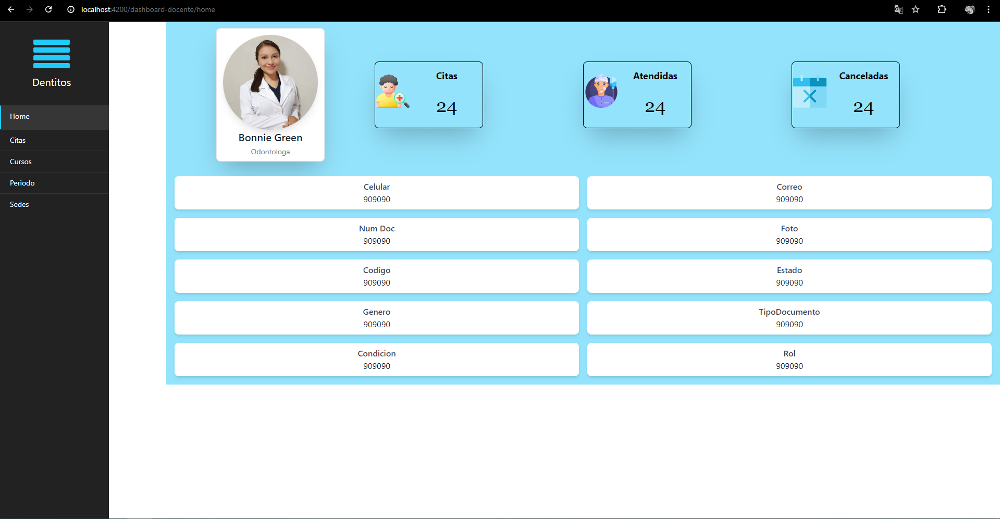 localhost:4200/dashboard-docente/home
Dentitos
Home
Citas
Cursos
Periodo
Sedes
Bonnie Green
Odontologa
Citas
24
Atendidas
24
Canceladas
24
Celular
909090
Correo
909090
Num Doc
909090
Foto
909090
Codigo
909090
Estado
909090
Genero
909090
TipoDocumento
909090
Condicion
909090
Rol
909090